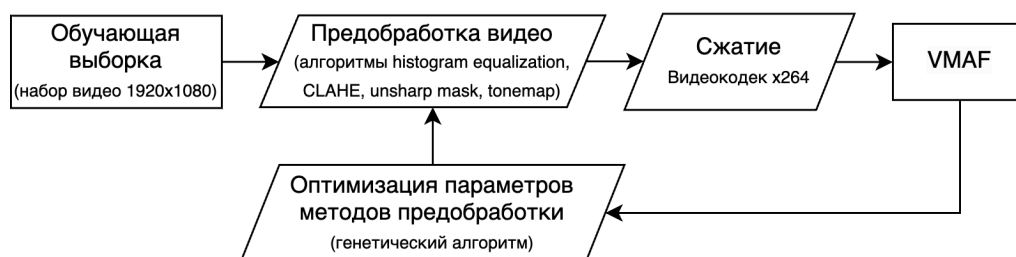 Обучающая
выборка
(набор видео 1920x1080)
Предобработка видео
(алгоритмы histogram equalization,
CLAHE, unsharp mask, tonemap)
Сжатие
Видеокодек x264
VMAF
Оптимизация параметров
методов предобработки
(генетический алгоритм)